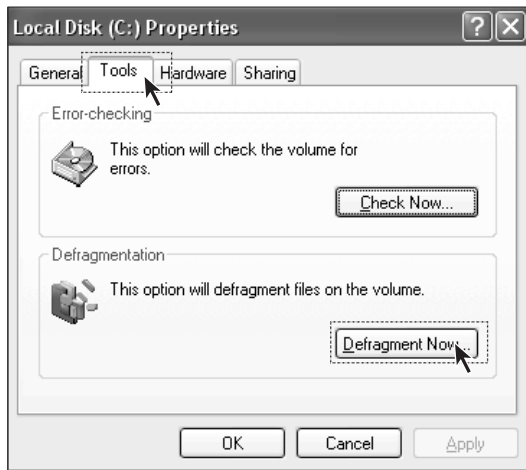 Local Disk (C:) Properties
General Tools Hardware Sharing
Error-checking
This option will check the volume for
errors.
Check Now...
Defragmentation
This option will defragment files on the volume.
Defragment Now...
OK Cancel Apply